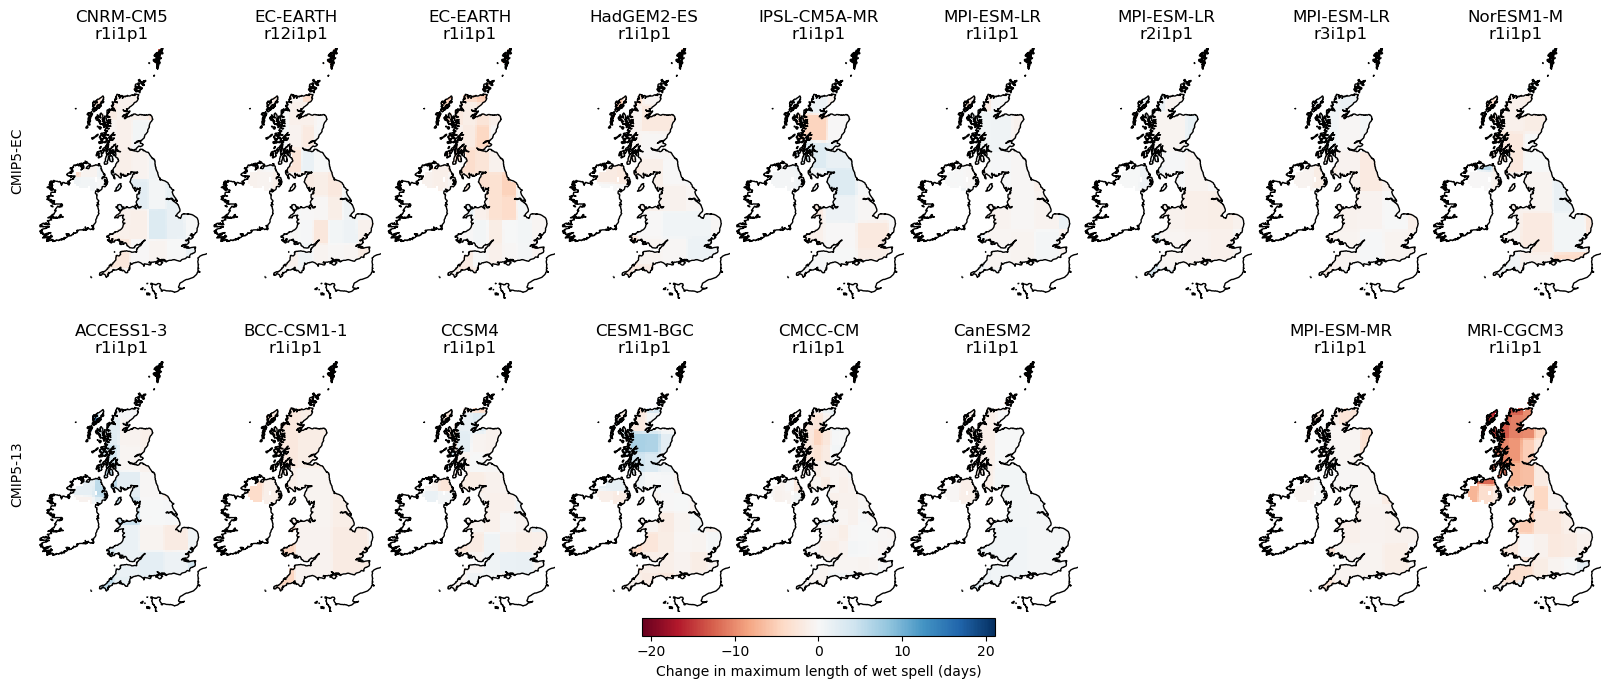 CNRM-CM5 EC-EARTH EC-EARTH HadGEM2-ES IPSL-CM5A-MR MPI-ESM-LR MPI-ESM-LR MPI-ESM-LR NorESM1-M
r1i1p1 r12i1p1 r1i1p1 r1i1p1 r1i1p1 r1i1p1 r2i1p1 r3i1p1 r1i1p1
CMIP5-EC
ACCESS1-3 BCC-CSM1-1 CCSM4 CESM1-BGC CMCC-CM CanESM2 MPI-ESM-MR MRI-CGCM3
r1i1p1 r1i1p1 r1i1p1 r1i1p1 r1i1p1 r1i1p1 r1i1p1 r1i1p1
CMIP5-13
−20 −10 0 10 20
Change in maximum length of wet spell (days)